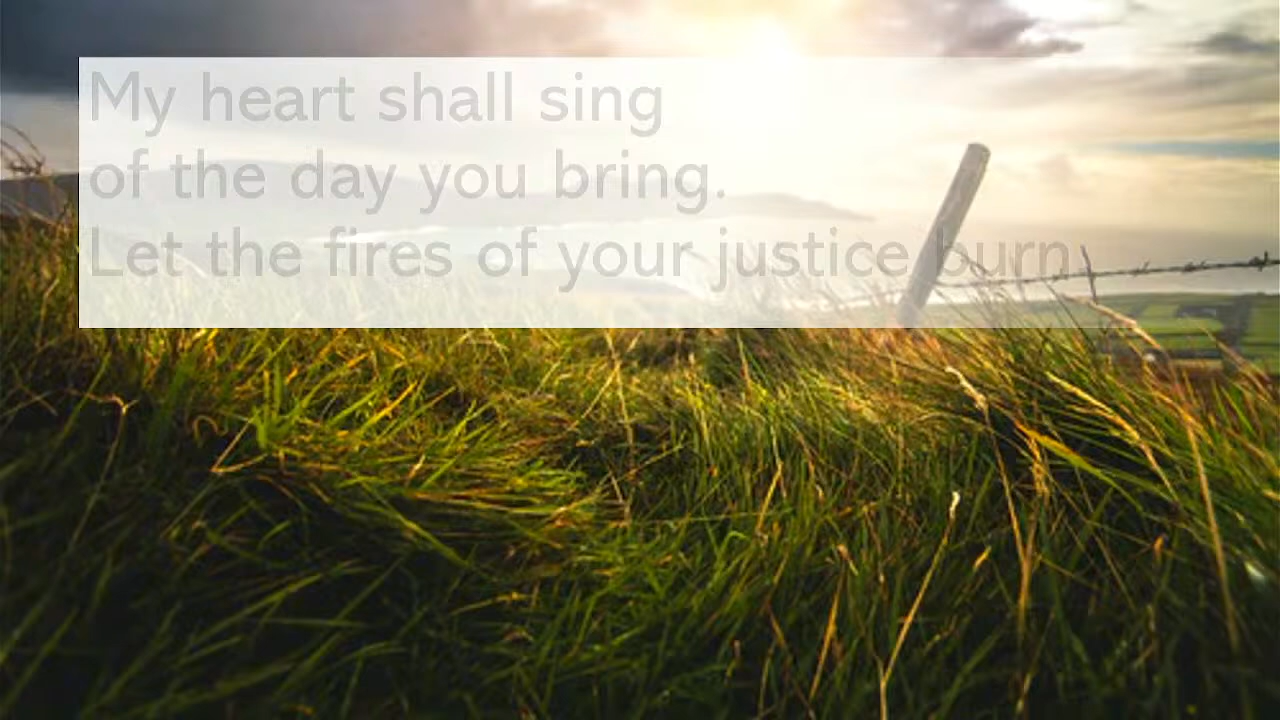 My heart shall sing
of the day you bring.
Let the fires of your justice burn.